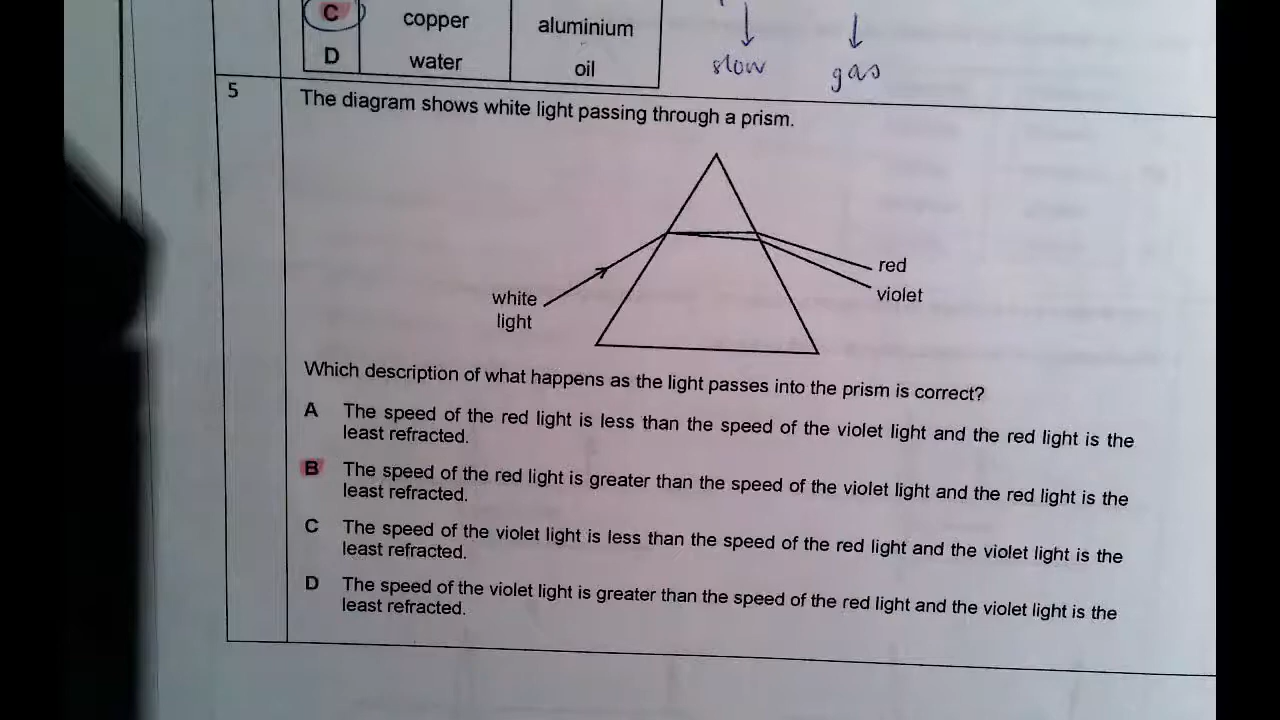 C copper aluminium
D water oil
slow gas
5 The diagram shows white light passing through a prism.
white
light
red
violet
Which description of what happens as the light passes into the prism is correct?
A The speed of the red light is less than the speed of the violet light and the red light is the
least refracted.
B The speed of the red light is greater than the speed of the violet light and the red light is the
least refracted.
C The speed of the violet light is less than the speed of the red light and the violet light is the
least refracted.
D The speed of the violet light is greater than the speed of the red light and the violet light is the
least refracted.